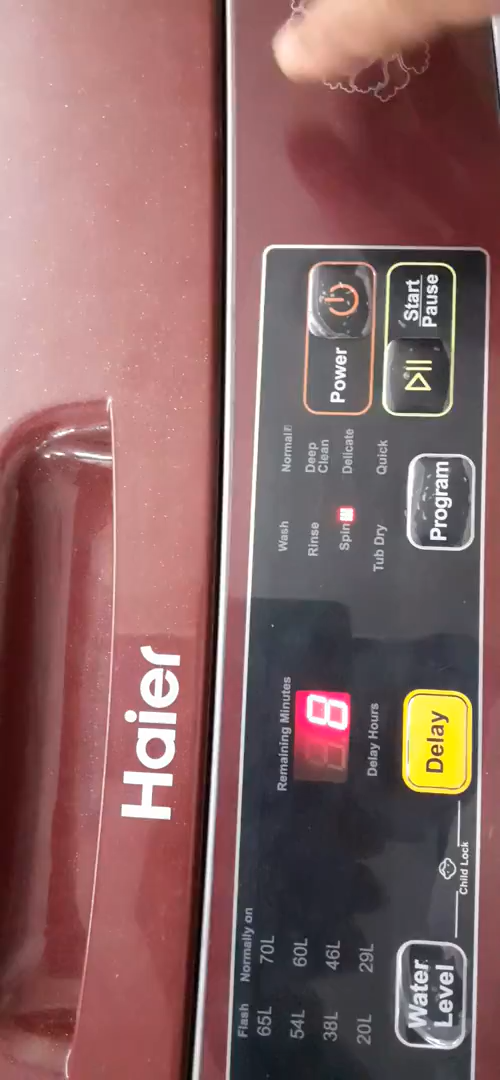 Haier
Flash
Normally on
65L
70L
54L
60L
38L
46L
20L
29L
Water
Level
Child Lock
Remaining Minutes
8
Delay Hours
Delay
Wash
Rinse
Spin
Tub Dry
Normal
Deep
Clean
Delicate
Quick
Program
Power
Start
Pause